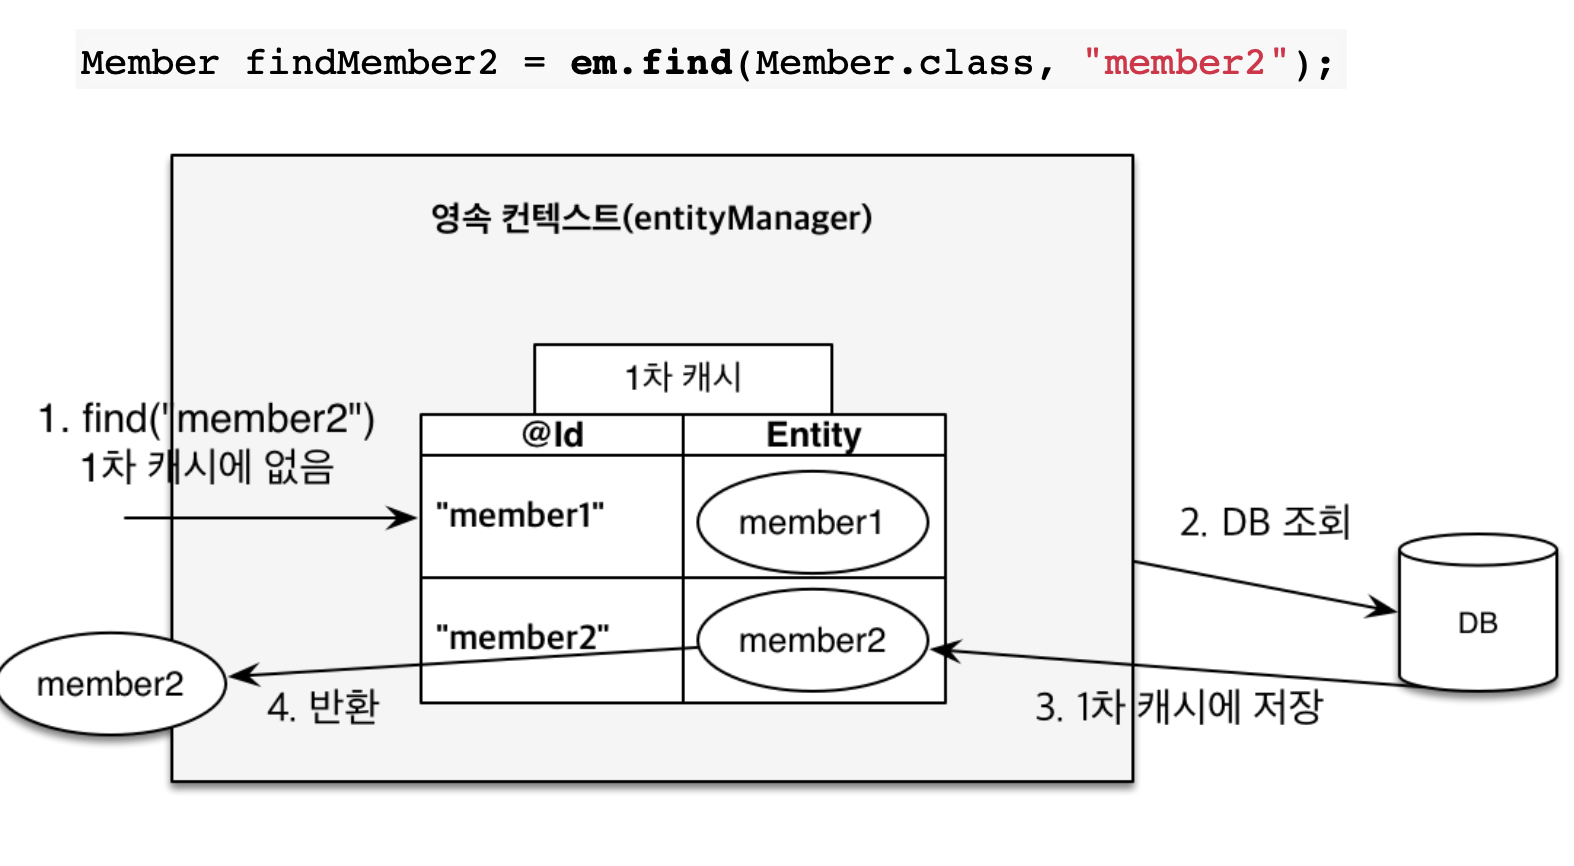 Member findMember2 = em.find(Member.class, "member2");
영속 컨텍스트(entityManager)
1차 캐시
1. find("member2")
1차 캐시에 없음
@Id
Entity
"member1"
member1
2. DB 조회
DB
"member2"
member2
member2
4. 반환
3. 1차 캐시에 저장